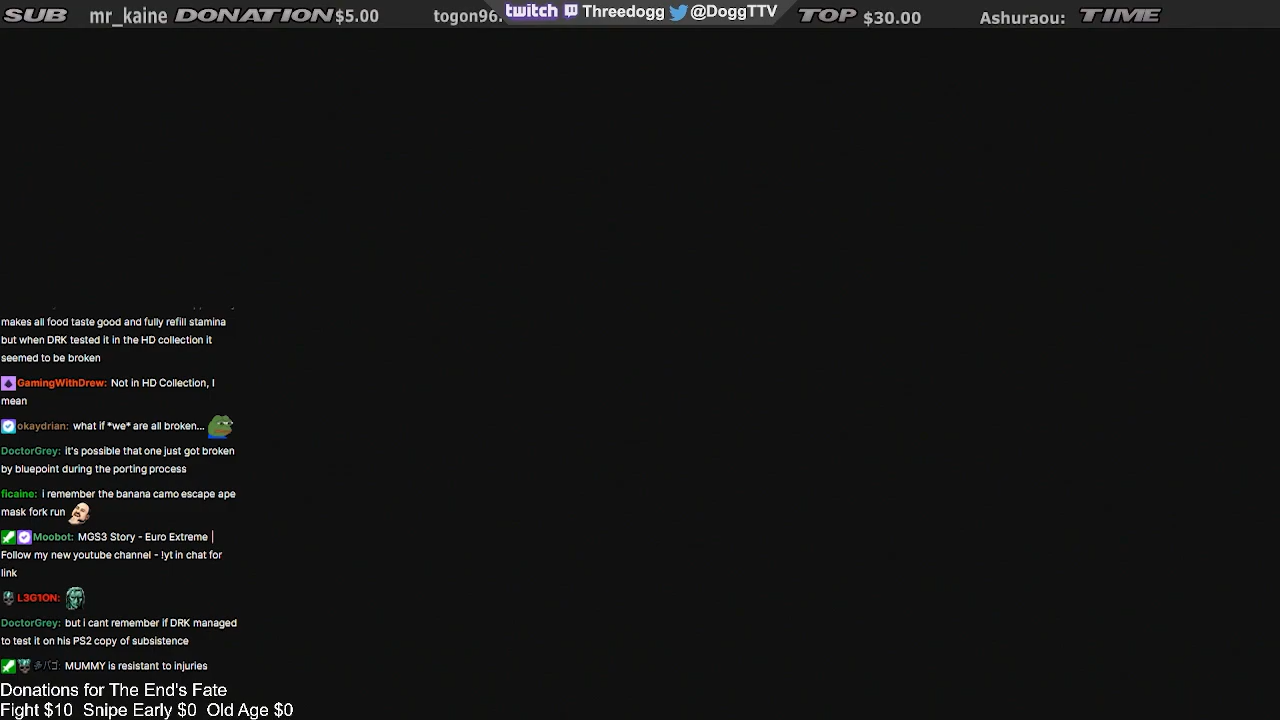 SUB mr_kaine DONATION $5.00 togon96. twitch Threedogg @DoggTTV TOP $30.00 Ashuraou: TIME
makes all food taste good and fully refill stamina
but when DRK tested it in the HD collection it
seemed to be broken
GamingWithDrew: Not in HD Collection, I
mean
okaydrian: what if *we* are all broken...
DoctorGrey: it's possible that one just got broken
by bluepoint during the porting process
ficaine: i remember the banana camo escape ape
mask fork run
Moobot: MGS3 Story - Euro Extreme |
Follow my new youtube channel - !yt in chat for
link
L3G1ON:
DoctorGrey: but i cant remember if DRK managed
to test it on his PS2 copy of subsistence
MUMMY is resistant to injuries
Donations for The End's Fate
Fight $10 Snipe Early $0 Old Age $0